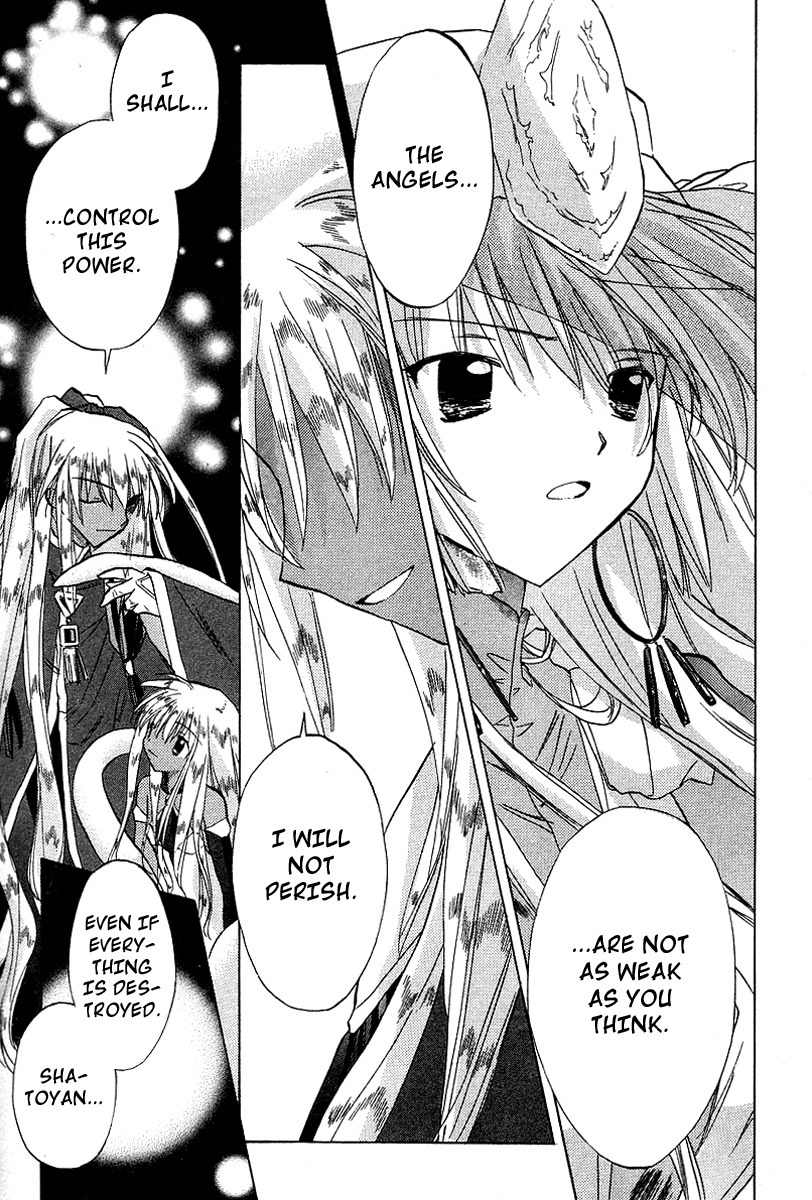 THE
ANGELS...
...ARE NOT
AS WEAK
AS YOU
THINK.
I WILL
NOT
PERISH.
I
SHALL...
...CONTROL
THIS
POWER.
EVEN IF
EVERY-
THING
IS DES-
TROYED.
SHA-
TOYAN...